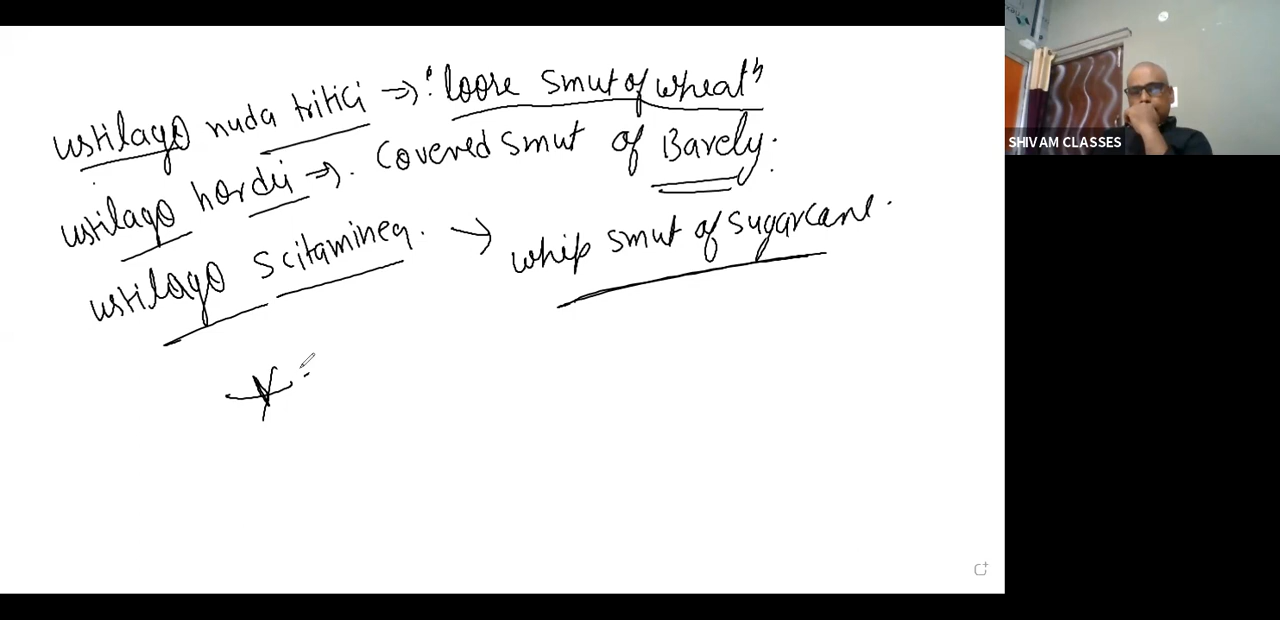 ustilago nuda tritici → "loose smut of wheat"
ustilago hordii → . Covered smut of Barely.
ustilago scitaminea. → whip smut of sugarcane.
SHIVAM CLASSES